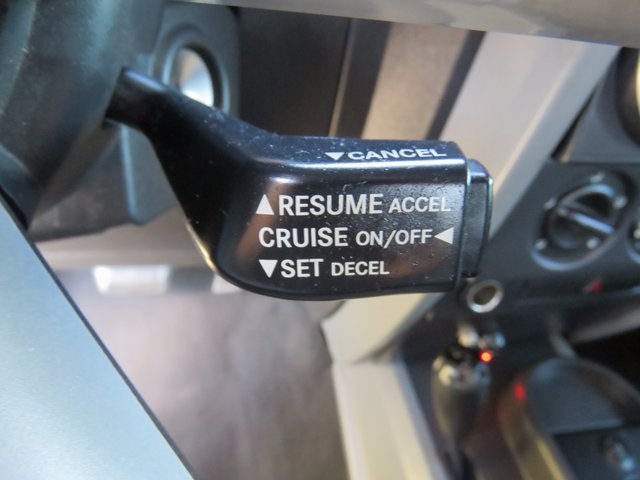 ▼CANCEL
▲RESUME ACCEL
CRUISE ON/OFF◄
▼SET DECEL